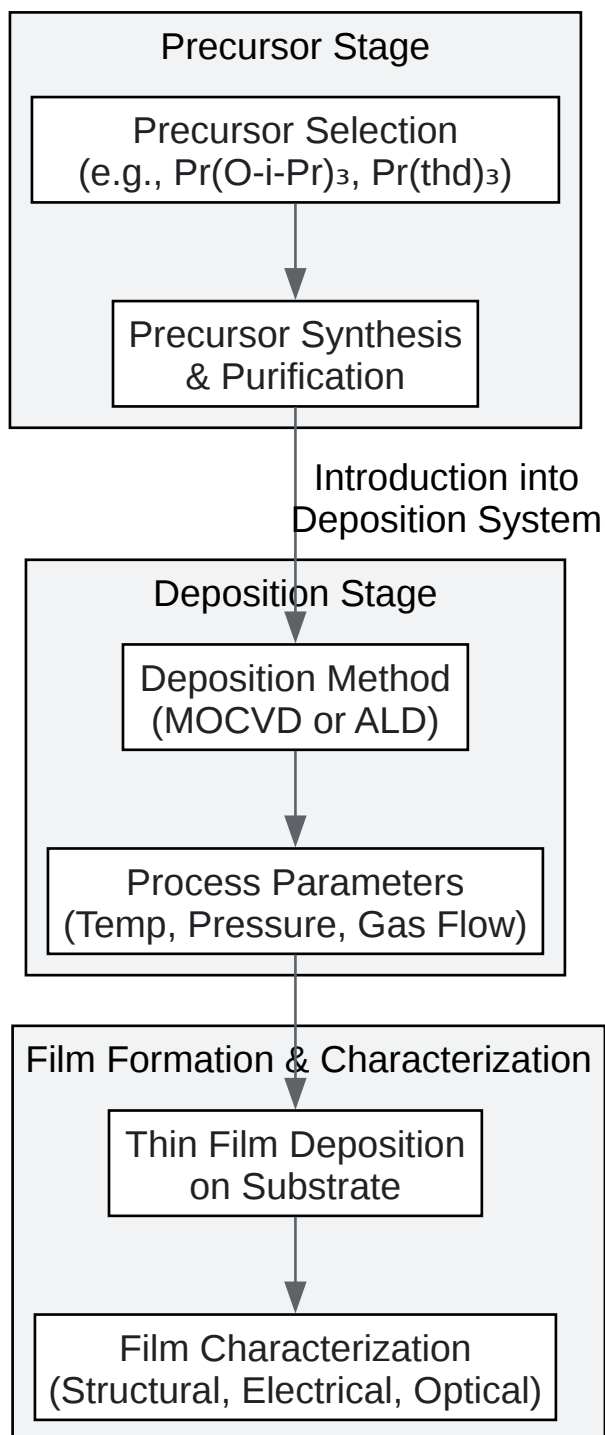 Precursor Stage
Precursor Selection
(e.g., Pr(O-i-Pr)₃, Pr(thd)₃)
Precursor Synthesis
& Purification
Introduction into
Deposition System
Deposition Stage
Deposition Method
(MOCVD or ALD)
Process Parameters
(Temp, Pressure, Gas Flow)
Film Formation & Characterization
Thin Film Deposition
on Substrate
Film Characterization
(Structural, Electrical, Optical)